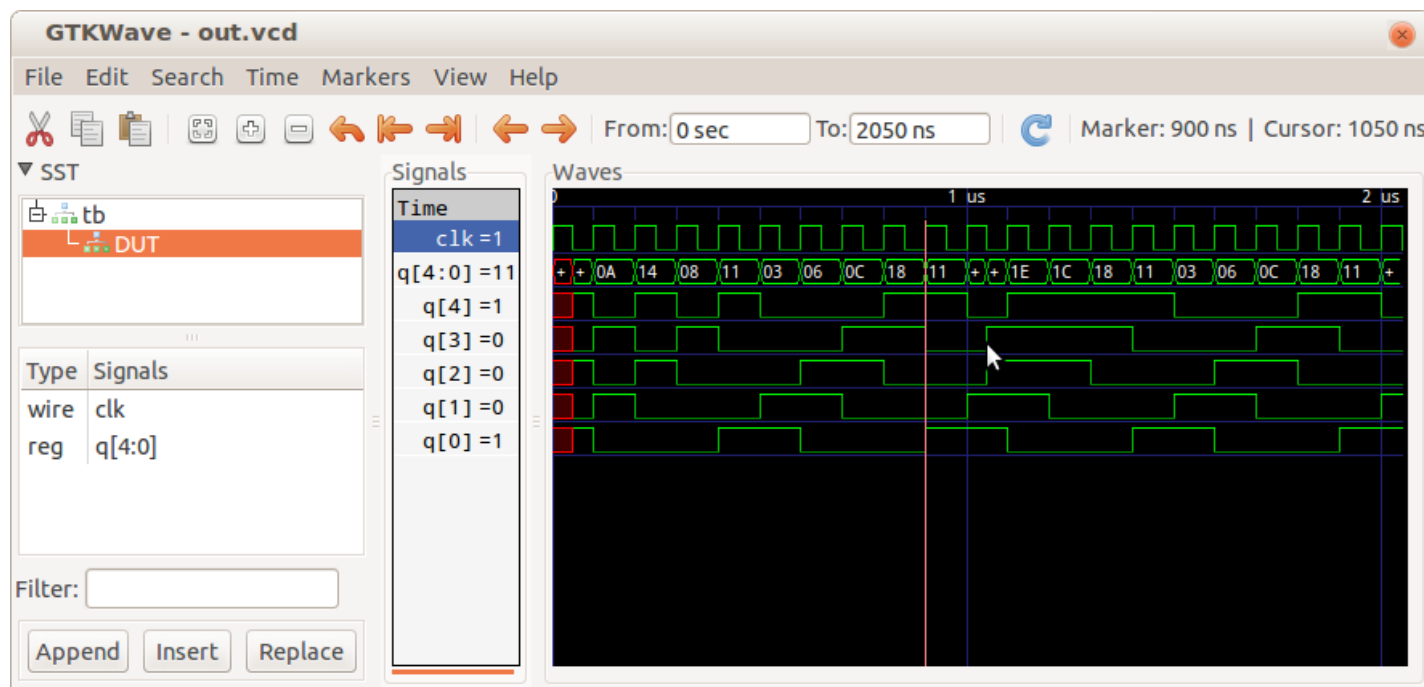 GTKWave - out.vcd
File Edit Search Time Markers View Help
From: 0 sec To: 2050 ns Marker: 900 ns | Cursor: 1050 ns
SST
tb
DUT
Type Signals
wire clk
reg q[4:0]
Filter:
Append Insert Replace
Signals
Time
clk =1
q[4:0] =11
q[4] =1
q[3] =0
q[2] =0
q[1] =0
q[0] =1
Waves
0 1 us 2 us
+ + 0A 14 08 11 03 06 0C 18 11 + + 1E 1C 18 11 03 06 0C 18 11 +